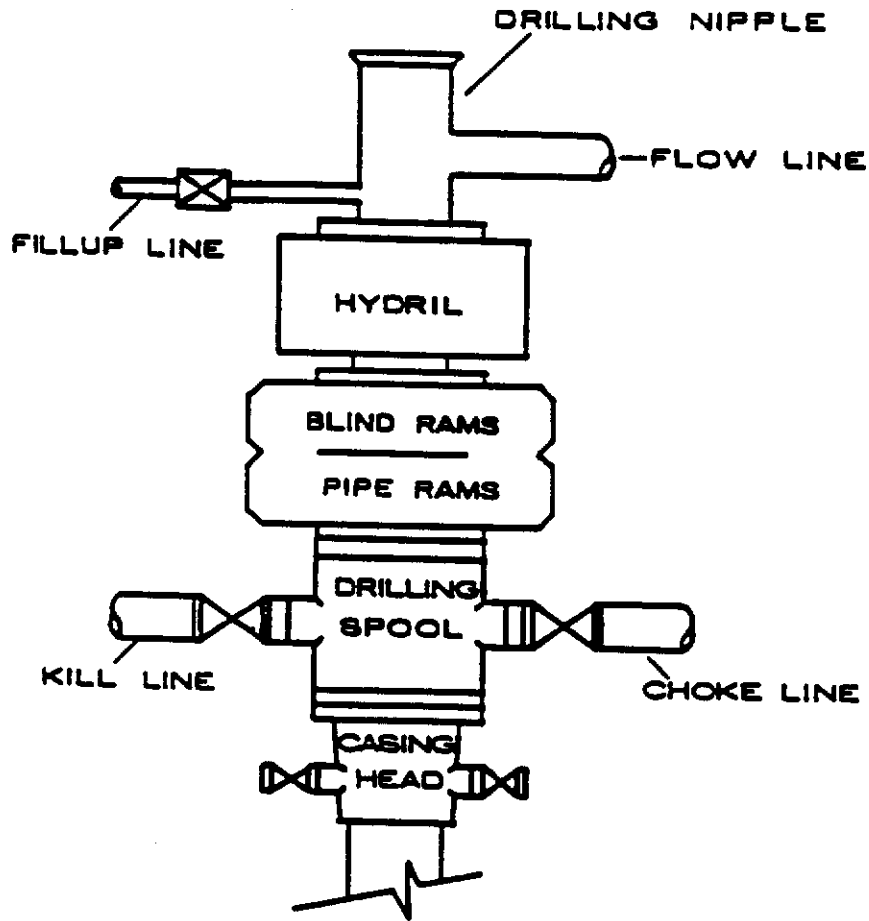 DRILLING NIPPLE
FLOW LINE
FILLUP LINE
HYDRIL
BLIND RAMS
PIPE RAMS
DRILLING
SPOOL
KILL LINE
CHOKE LINE
CASING
HEAD